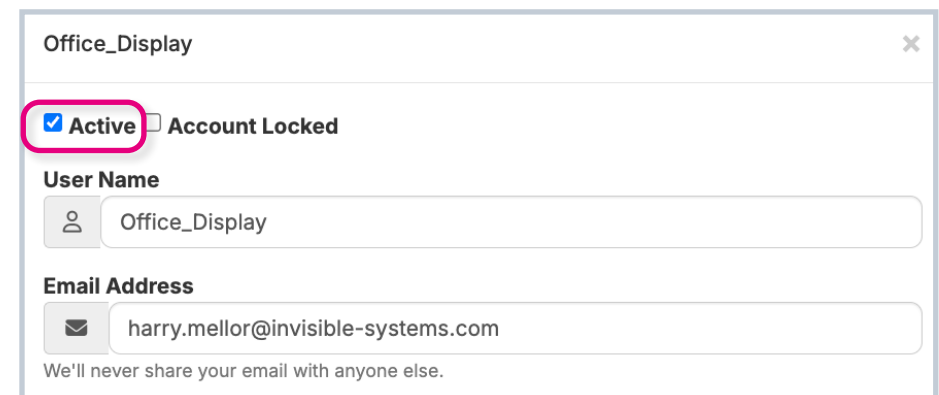 Office_Display
Active Account Locked
User Name
Office_Display
Email Address
harry.mellor@invisible-systems.com
We'll never share your email with anyone else.